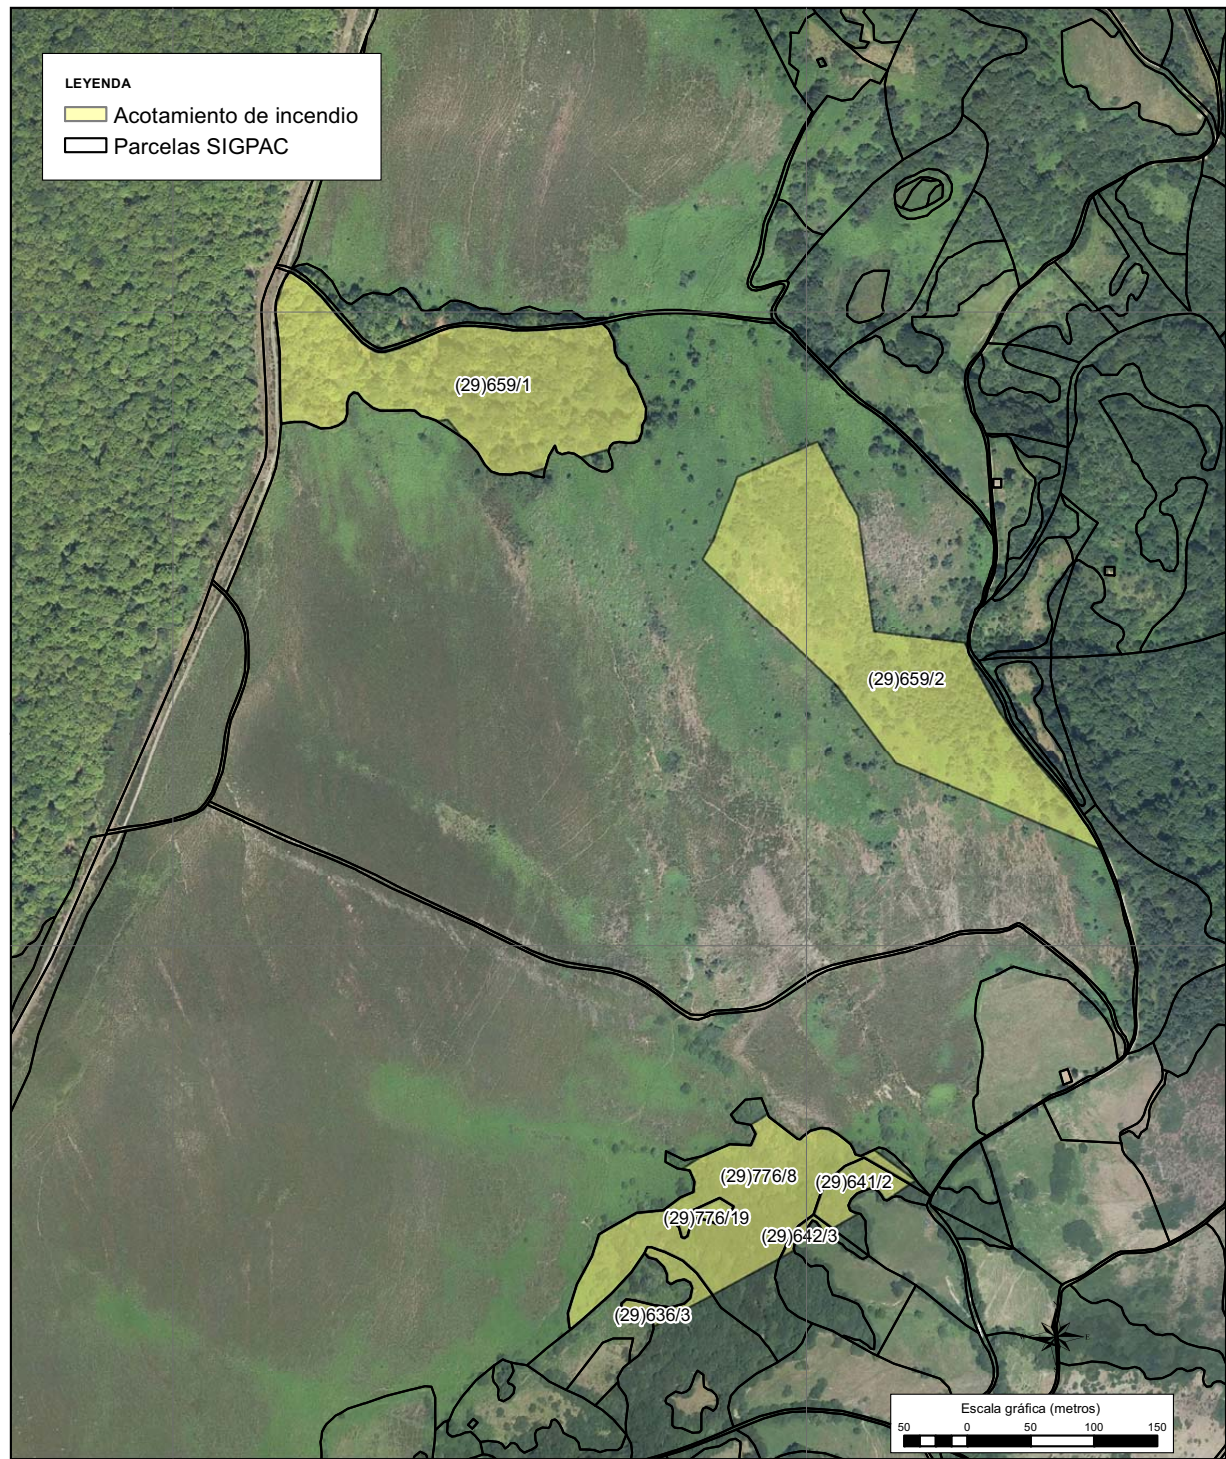 LEYENDA
Acotamiento de incendio
Parcelas SIGPAC
(29)659/1
(29)659/2
(29)776/8
(29)641/2
(29)776/19
(29)642/3
(29)636/3
Escala gráfica (metros)
50 0 50 100 150